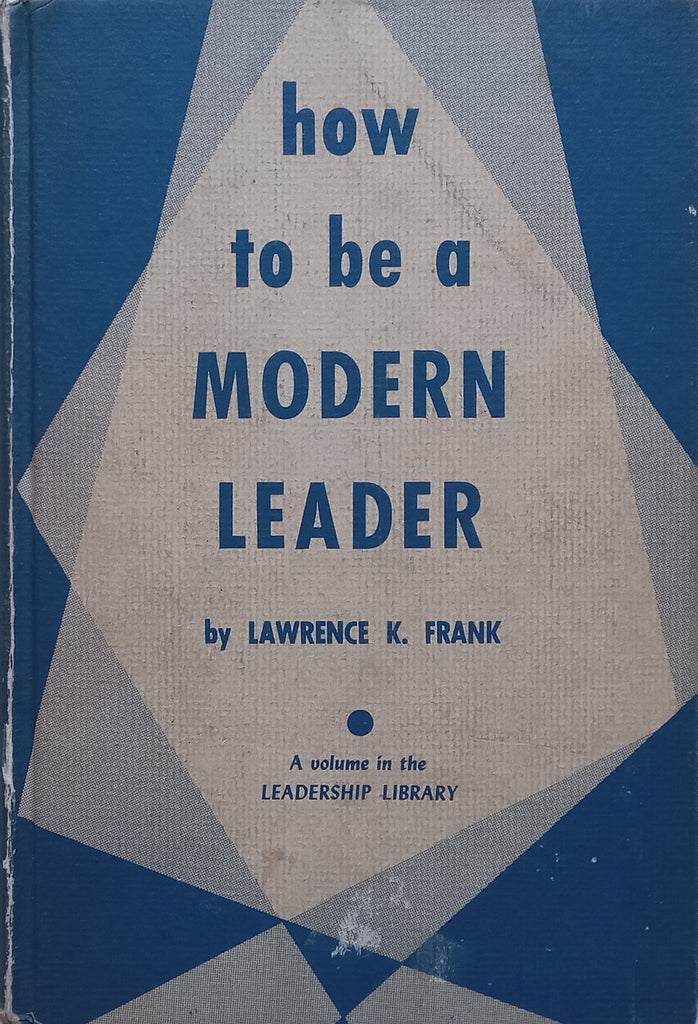 how
to be a
MODERN
LEADER
by LAWRENCE K. FRANK
A volume in the
LEADERSHIP LIBRARY